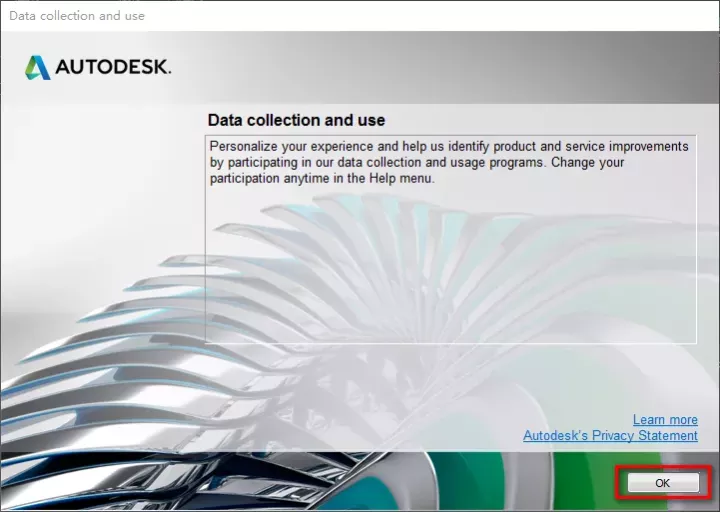 Data collection and use
AUTODESK.
Data collection and use
Personalize your experience and help us identify product and service improvements
by participating in our data collection and usage programs. Change your
participation anytime in the Help menu.
Learn more
Autodesk's Privacy Statement
OK